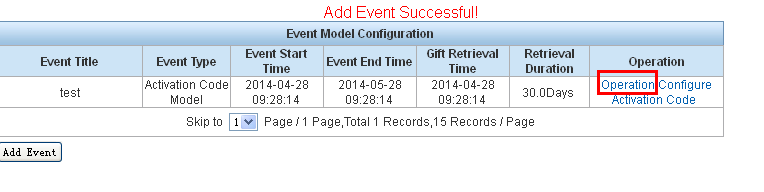 Add Event Successful!
Event Model Configuration
Event Title Event Type Event Start Time Event End Time Gift Retrieval Time Retrieval Duration Operation
test Activation Code Model 2014-04-28 09:28:14 2014-05-28 09:28:14 2014-04-28 09:28:14 30.0Days Operation Configure Activation Code
Skip to 1 Page / 1 Page,Total 1 Records,15 Records / Page
Add Event